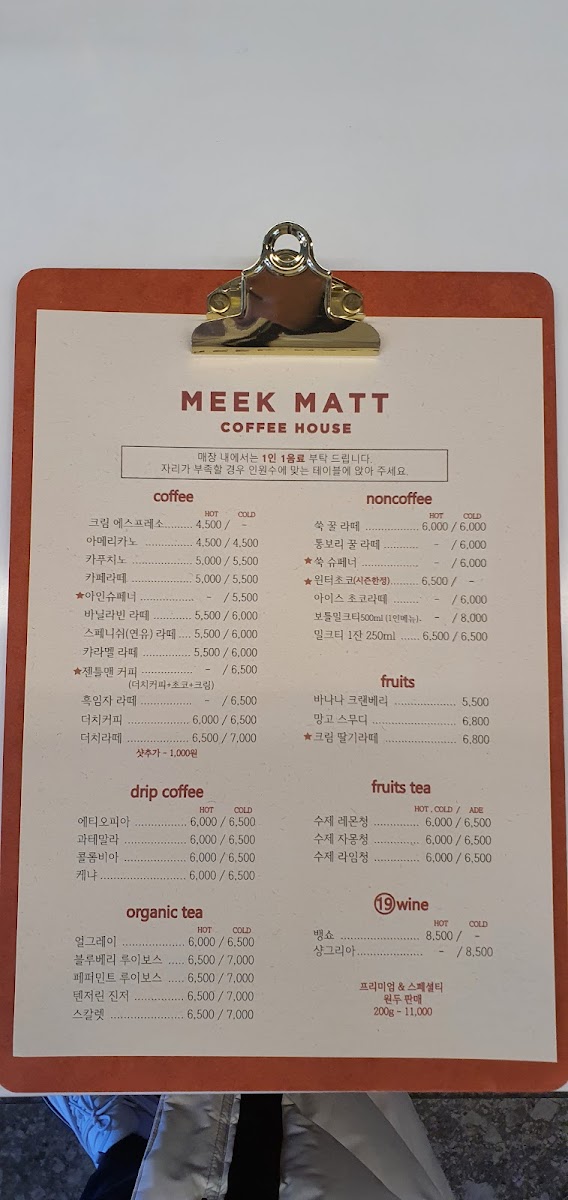 MEEK MATT
COFFEE HOUSE
매장 내에서는 1인 1음료 부탁 드립니다.
자리가 부족할 경우 인원수에 맞는 테이블에 앉아 주세요.
coffee
HOT COLD
크림 에스프레소......... 4,500 / -
아메리카노 ................ 4,500 / 4,500
카푸치노 .................... 5,000 / 5,500
카페라떼 .................... 5,000 / 5,500
★아인슈페너 ................ - / 5,500
바닐라빈 라떼 ............. 5,500 / 6,000
스페니쉬(연유) 라떼.... 5,500 / 6,000
캬라멜 라떼 ............... 5,500 / 6,000
★젠틀맨 커피 ................ - / 6,500
(더치커피+초코+크림)
흑임자 라떼 ................ - / 6,500
더치커피 .................... 6,000 / 6,500
더치라떼 .................... 6,500 / 7,000
샷추가 - 1,000원
drip coffee
HOT COLD
에티오피아 ................ 6,000 / 6,500
과테말라 .................... 6,000 / 6,500
콜롬비아 .................... 6,000 / 6,500
케냐 .......................... 6,000 / 6,500
organic tea
HOT COLD
얼그레이 .................... 6,000 / 6,500
블루베리 루이보스 ..... 6,500 / 7,000
페퍼민트 루이보스 ..... 6,500 / 7,000
텐저린 진저 ............... 6,500 / 7,000
스칼렛 ....................... 6,500 / 7,000
noncoffee
HOT COLD
쑥 꿀 라떼 ................. 6,000 / 6,000
통보리 꿀 라떼 ........... - / 6,000
★쑥 슈페너 ................. - / 6,000
★윈터초코(시즌한정)......... 6,500 / -
아이스 초코라떼 ......... - / 6,000
보틀밀크티500ml (1인메뉴).. - / 8,000
밀크티 1잔 250ml ...... 6,500 / 6,500
fruits
바나나 크랜베리 ...................... 5,500
망고 스무디 ........................... 6,800
★크림 딸기라떼 ........................ 6,800
fruits tea
HOT . COLD / ADE
수제 레몬청 ............... 6,000 / 6,500
수제 자몽청 ............... 6,000 / 6,500
수제 라임청 ............... 6,000 / 6,500
⑲wine
HOT COLD
뱅쇼 .......................... 8,500 / -
샹그리아.................... - / 8,500
프리미엄 & 스페셜티
원두 판매
200g - 11,000